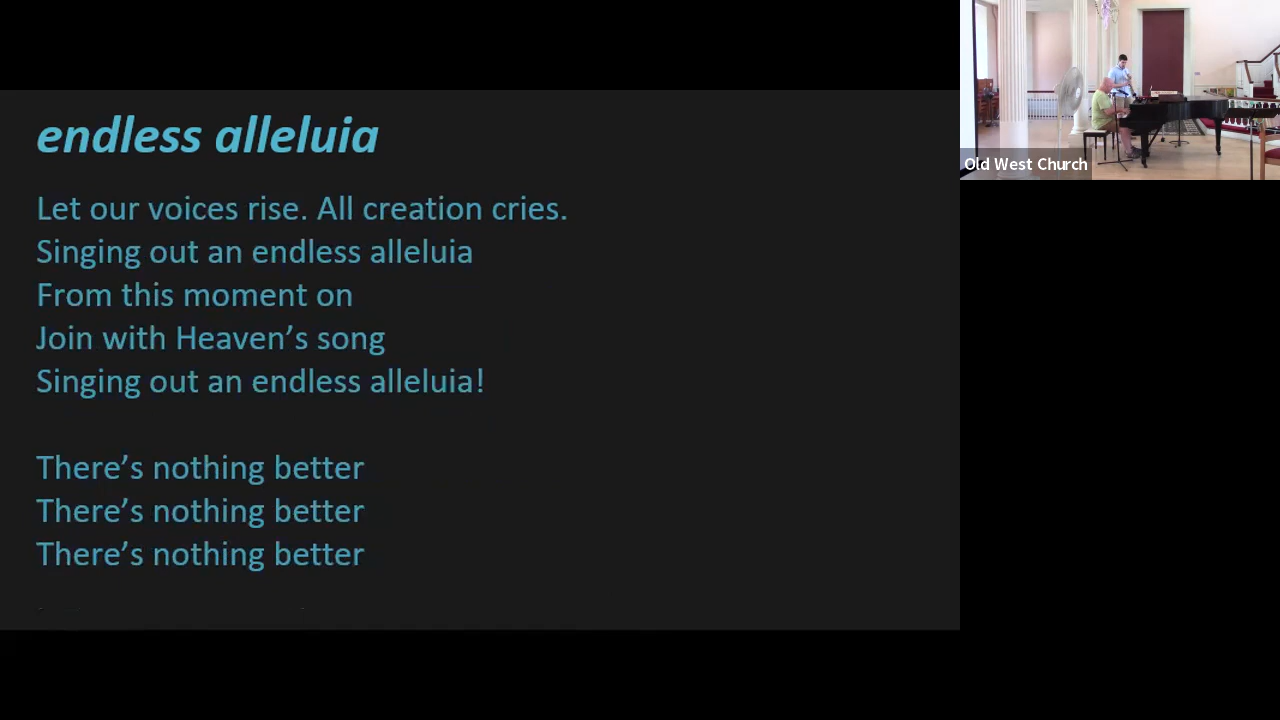 endless alleluia
Let our voices rise. All creation cries.
Singing out an endless alleluia
From this moment on
Join with Heaven’s song
Singing out an endless alleluia!
There’s nothing better
There’s nothing better
There’s nothing better
Old West Church